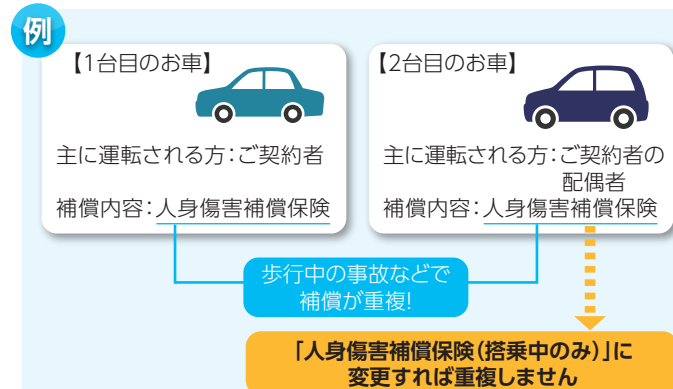 例
【1台目のお車】
主に運転される方：ご契約者
補償内容：人身傷害補償保険
【2台目のお車】
主に運転される方：ご契約者の
配偶者
補償内容：人身傷害補償保険
歩行中の事故などで
補償が重複!
「人身傷害補償保険（搭乗中のみ）」に
変更すれば重複しません